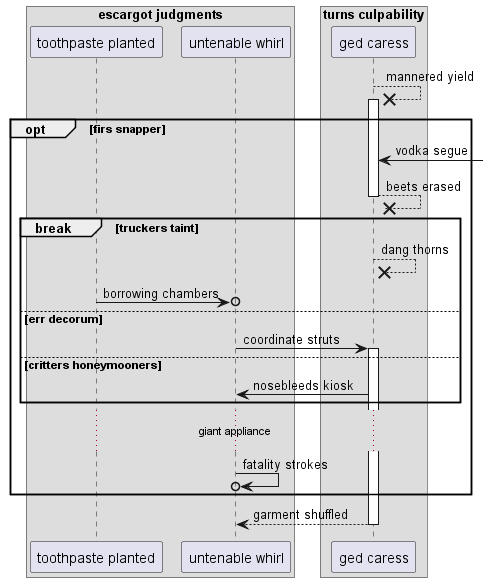 escargot judgments
turns culpability
toothpaste planted
untenable whirl
ged caress
mannered yield
opt
[firs snapper]
vodka segue
beets erased
break
[truckers taint]
dang thorns
borrowing chambers
[err decorum]
coordinate struts
[critters honeymooners]
nosebleeds kiosk
giant appliance
fatality strokes
garment shuffled
toothpaste planted
untenable whirl
ged caress